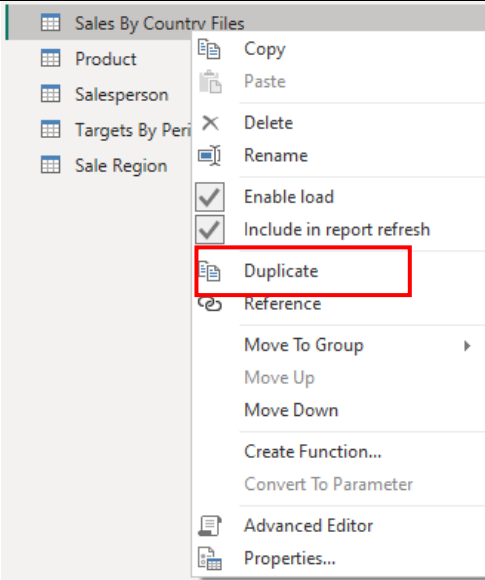 Sales By Country Files
Product
Salesperson
Targets By Peri
Sale Region
Copy
Paste
Delete
Rename
Enable load
Include in report refresh
Duplicate
Reference
Move To Group
Move Up
Move Down
Create Function...
Convert To Parameter
Advanced Editor
Properties...